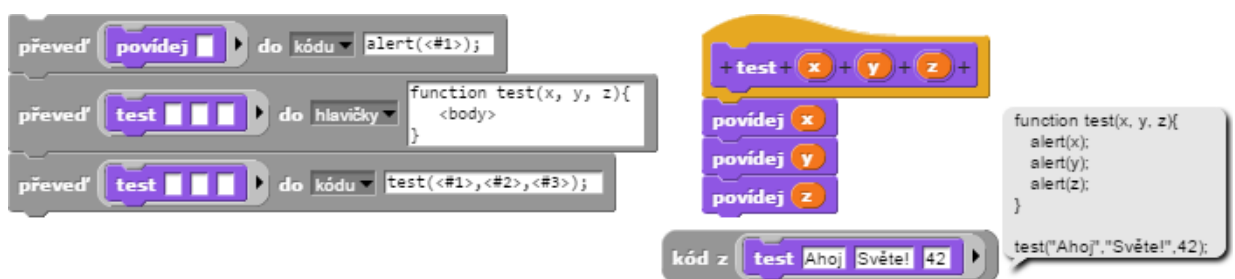 převeď povídej do kódu alert(<#1>);
převeď test do hlavičky function test(x, y, z){
<body>
}
převeď test do kódu test(<#1>,<#2>,<#3>);
+ test + x + y + z +
povídej x
povídej y
povídej z
kód z test Ahoj Světe! 42
function test(x, y, z){
alert(x);
alert(y);
alert(z);
}
test("Ahoj","Světe!",42);